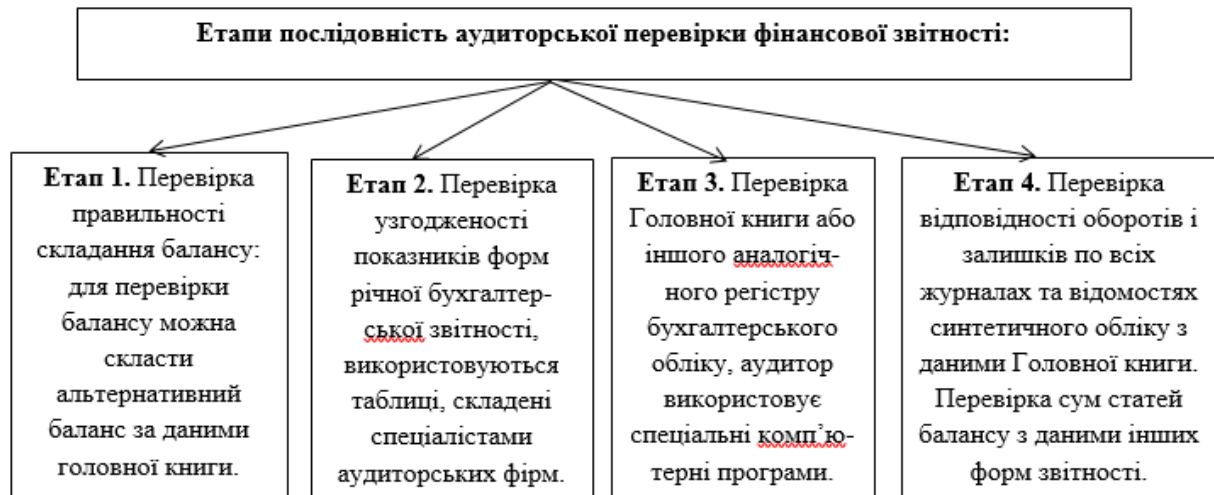 Етапи послідовність аудиторської перевірки фінансової звітності:
Етап 1. Перевірка
правильності
складання балансу:
для перевірки
балансу можна
скласти
альтернативний
баланс за даними
головної книги.
Етап 2. Перевірка
узгодженості
показників форм
річної бухгалтер-
ської звітності,
використовуються
таблиці, складені
спеціалістами
аудиторських фірм.
Етап 3. Перевірка
Головної книги або
іншого аналогіч-
ного регістру
бухгалтерського
обліку, аудитор
використовує
спеціальні комп’ю-
терні програми.
Етап 4. Перевірка
відповідності оборотів і
залишків по всіх
журналах та відомостях
синтетичного обліку з
даними Головної книги.
Перевірка сум статей
балансу з даними інших
форм звітності.